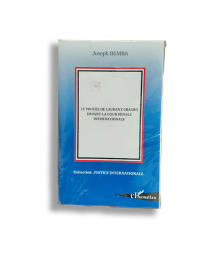 Joseph BEMBA
LE PROCÈS DE LAURENT GBAGBO
DEVANT LA COUR PÉNALE
INTERNATIONALE
Collection: JUSTICE INTERNATIONALE
L'Harmattan